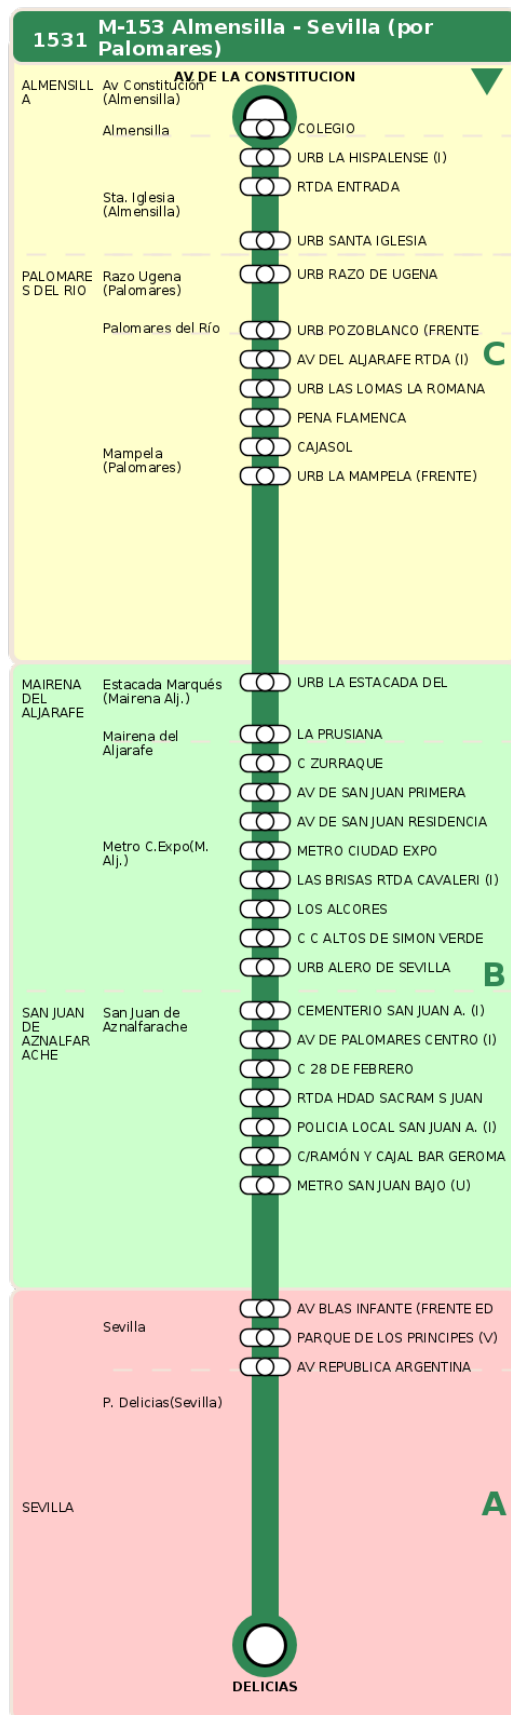 1531
M-153 Almensilla - Sevilla (por
Palomares)
AV DE LA CONSTITUCION
ALMENSILL
A
Av Constitución
(Almensilla)
Almensilla
COLEGIO
URB LA HISPALENSE (I)
RTDA ENTRADA
Sta. Iglesia
(Almensilla)
URB SANTA IGLESIA
PALOMARE
S DEL RIO
Razo Ugena
(Palomares)
URB RAZO DE UGENA
Palomares del Río
URB POZOBLANCO (FRENTE
C
AV DEL ALJARAFE RTDA (I)
URB LAS LOMAS LA ROMANA
PENA FLAMENCA
CAJASOL
Mampela
(Palomares)
URB LA MAMPELA (FRENTE)
MAIRENA
DEL
ALJARAFE
Estacada Marqués
(Mairena Alj.)
URB LA ESTACADA DEL
Mairena del
Aljarafe
LA PRUSIANA
C ZURRAQUE
AV DE SAN JUAN PRIMERA
AV DE SAN JUAN RESIDENCIA
Metro C.Expo(M.
Alj.)
METRO CIUDAD EXPO
LAS BRISAS RTDA CAVALERI (I)
LOS ALCORES
C C ALTOS DE SIMON VERDE
URB ALERO DE SEVILLA
B
SAN JUAN
DE
AZNALFAR
ACHE
San Juan de
Aznalfarache
CEMENTERIO SAN JUAN A. (I)
AV DE PALOMARES CENTRO (I)
C 28 DE FEBRERO
RTDA HDAD SACRAM S JUAN
POLICIA LOCAL SAN JUAN A. (I)
C/RAMÓN Y CAJAL BAR GEROMA
METRO SAN JUAN BAJO (U)
AV BLAS INFANTE (FRENTE ED
Sevilla
PARQUE DE LOS PRINCIPES (V)
AV REPUBLICA ARGENTINA
P. Delicias(Sevilla)
SEVILLA
A
DELICIAS